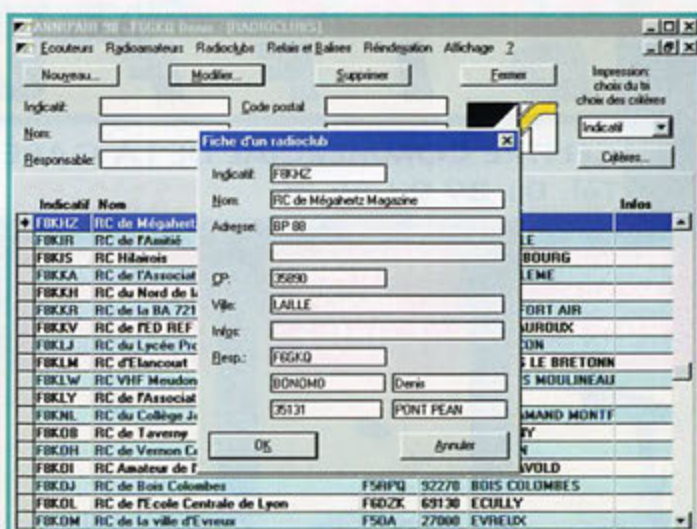 ANNUPARI 98 - F6GKQ Denis - [RADIOCLUBS]
Ecouteurs Radioamateurs Radioclubs Relais et Balises Réindexation Affichage ?
Nouveau... Modifier... Supprimer Fermer
Impression:
choix du tri
choix des critères
Indicatif: Code postal
Nom:
Responsable:
Indicatif
Critères...
Fiche d'un radioclub
Indicatif: F8KHZ
Nom: RC de Mégahertz Magazine
Adresse: BP 88
CP: 35890
Ville: LAILLE
Infos:
Resp.: F6GKQ
BONOMO Denis
35131 PONT PEAN
OK Annuler
Indicatif Nom Infos
F8KHZ RC de Mégahertz
F8KIR RC de l'Amitié LE
F8KIS RC Hilairois BOURG
F8KKA RC de l'Associat LEME
F8KKH RC du Nord de la
F8KKR RC de la BA 721 FORT AIR
F8KKV RC de l'ED REF AUROUX
F8KLJ RC du Lycée Pro CON
F8KLM RC d'Elancourt LE BRETONN
F8KLW RC VHF Meudon S MOULINEAU
F8KLY RC de l'Associat
F8KNL RC du Collège Je MAND MONTF
F8KOB RC de Taverny Y
F8KOH RC de Vernon Ce N
F8KOI RC Amateur de l' AVOLD
F8KOJ RC de Bois Colombes F5RPQ 92270 BOIS COLOMBES
F8KOL RC de l'Ecole Centrale de Lyon F6DZK 69130 ECULLY
F8KOM RC de la ville d'Evreux F5OA 27000 EVREUX